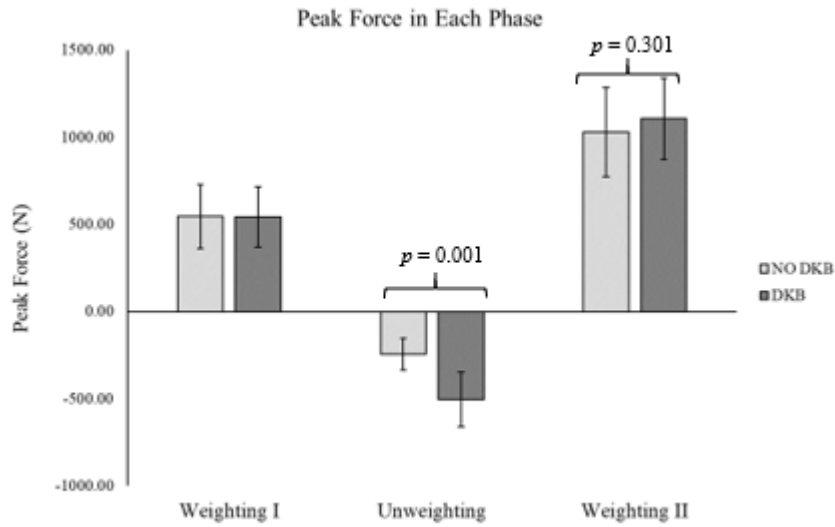 Peak Force in Each Phase
1500.00
1000.00
500.00
0.00
-500.00
-1000.00
Peak Force (N)
p = 0.301
p = 0.001
NO DKB
DKB
Weighting I
Unweighting
Weighting II